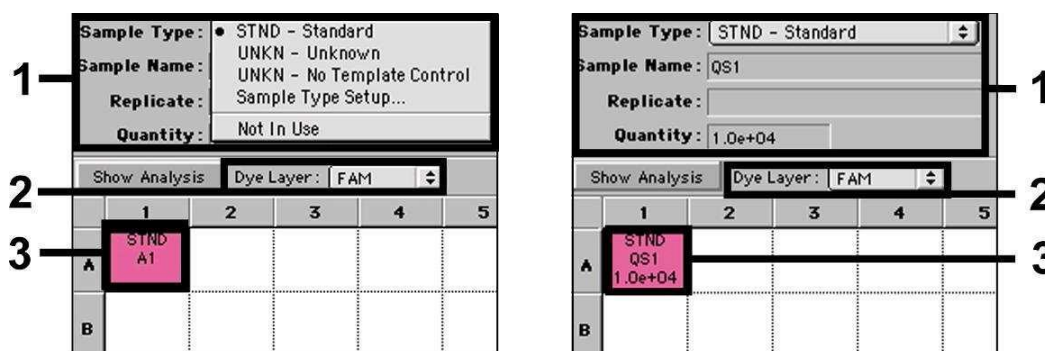 Sample Type: • STND - Standard
UNKN - Unknown
Sample Name: UNKN - No Template Control
Replicate: Sample Type Setup...
Quantity: Not In Use
1
Show Analysis Dye Layer: FAM
2
1 2 3 4 5
3
A STND
A1
B
Sample Type: STND - Standard
Sample Name: QS1
Replicate:
Quantity: 1.0e+04
1
Show Analysis Dye Layer: FAM
2
1 2 3 4 5
A STND
QS1
1.0e+04
3
B